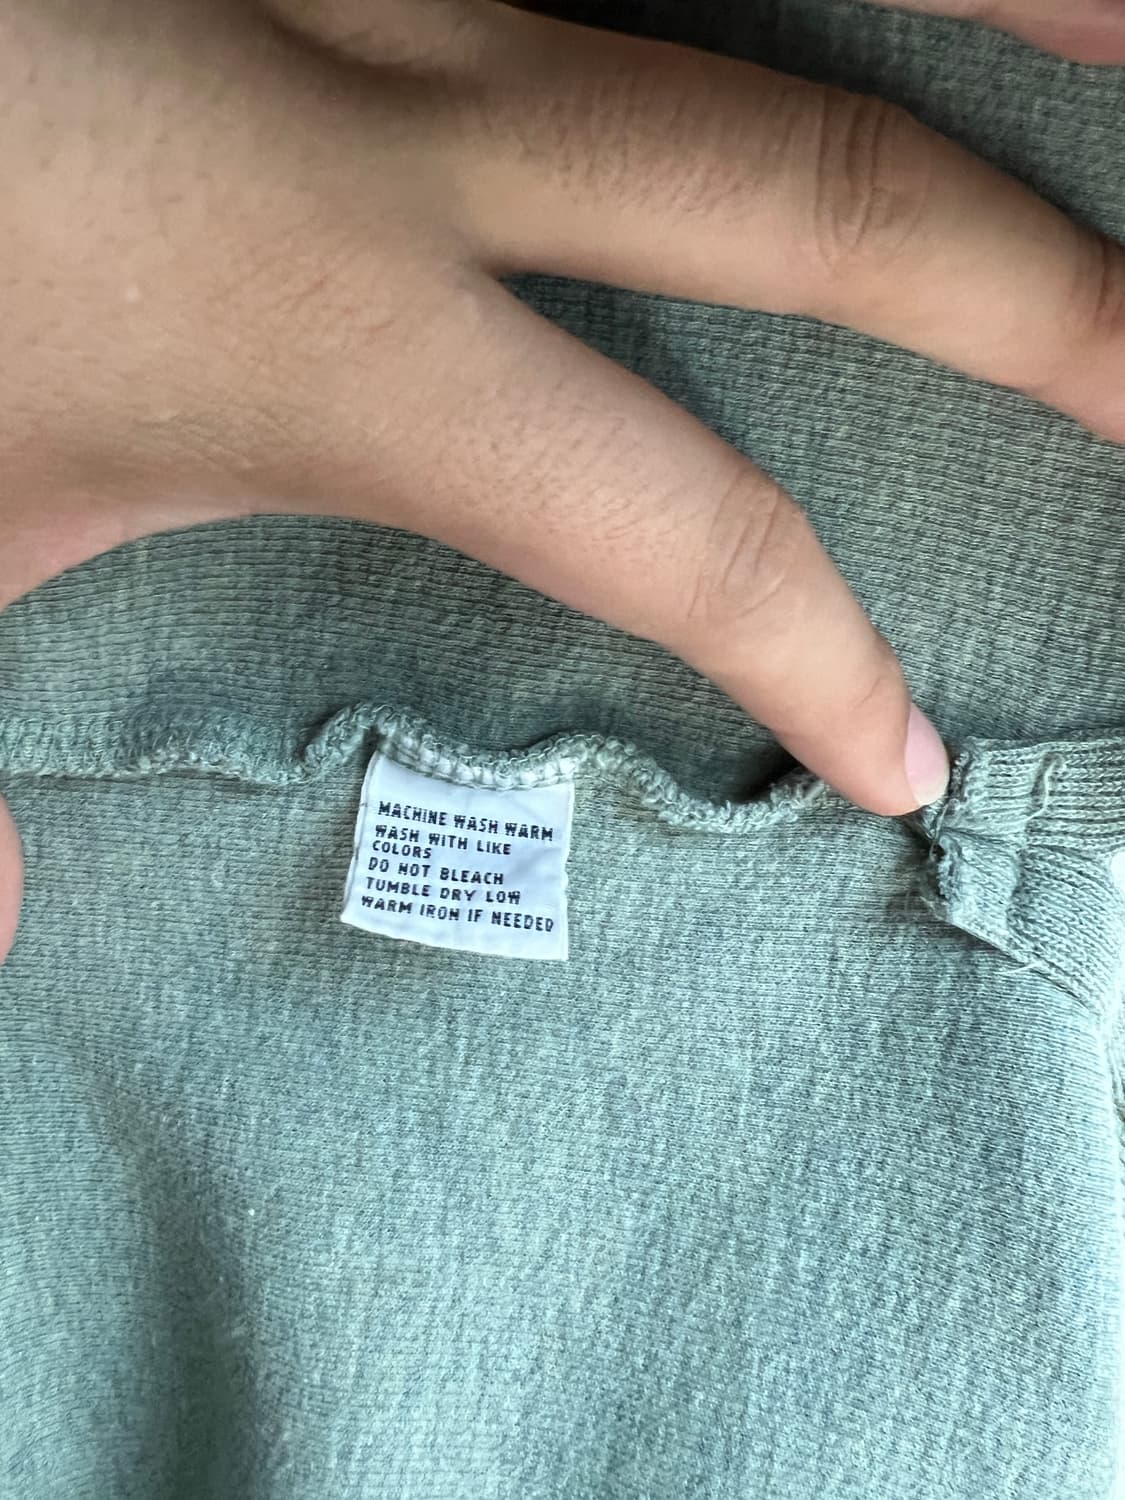 MACHINE WASH WARM
WASH WITH LIKE
COLORS
DO NOT BLEACH
TUMBLE DRY LOW
WARM IRON IF NEEDED